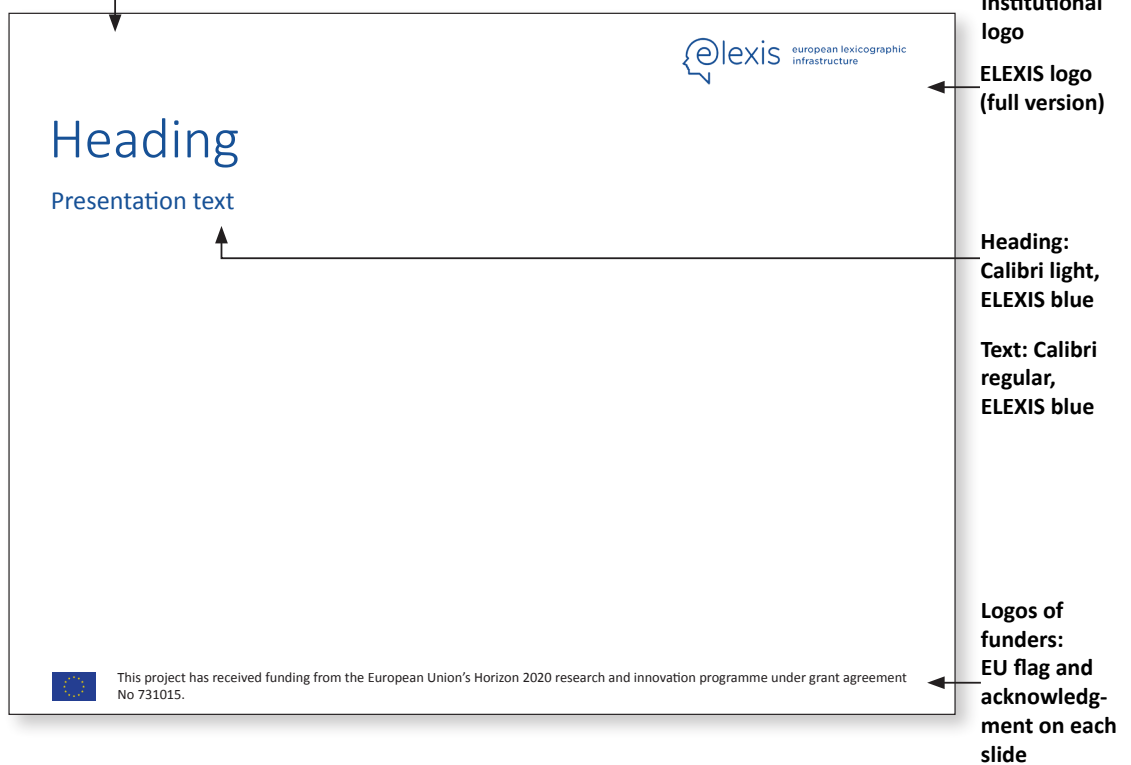 institutional
logo
elexis european lexicographic
infrastructure
ELEXIS logo
(full version)
Heading
Presentation text
Heading:
Calibri light,
ELEXIS blue
Text: Calibri
regular,
ELEXIS blue
Logos of
funders:
EU flag and
acknowledg-
ment on each
slide
This project has received funding from the European Union’s Horizon 2020 research and innovation programme under grant agreement
No 731015.